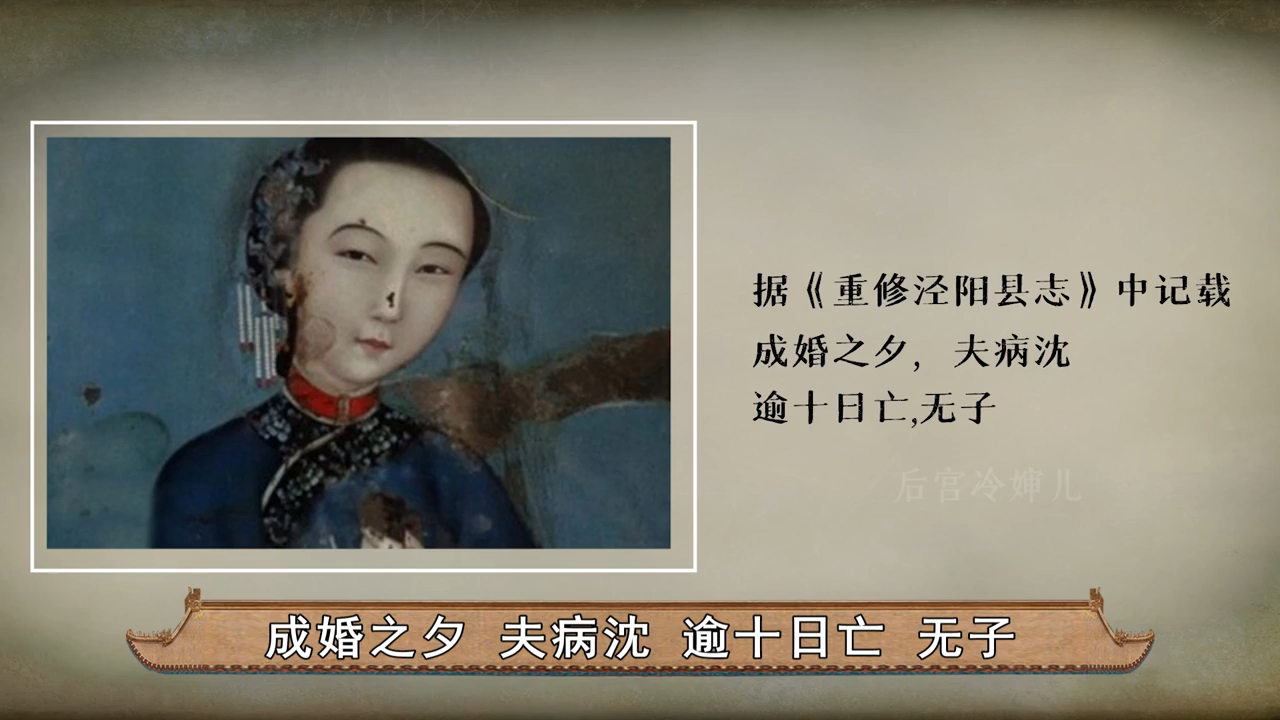 据《重修泾阳县志》中记载
成婚之夕，夫病沈
逾十日亡,无子
后宫冷婶儿
成婚之夕 夫病沈 逾十日亡 无子